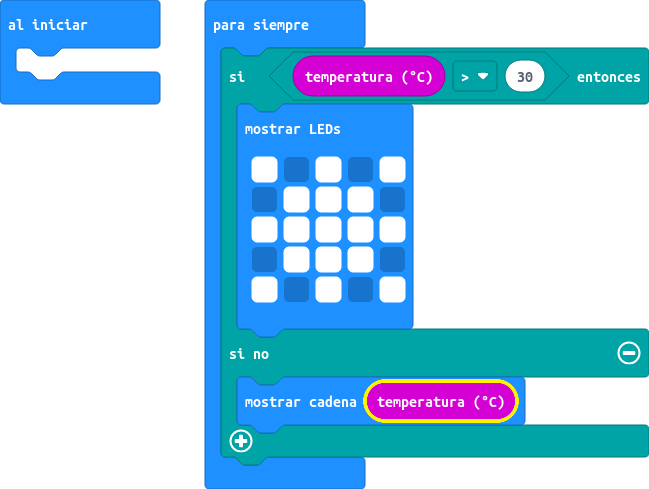 al iniciar
para siempre
si temperatura (°C) > 30 entonces
mostrar LEDs
si no
mostrar cadena temperatura (°C)